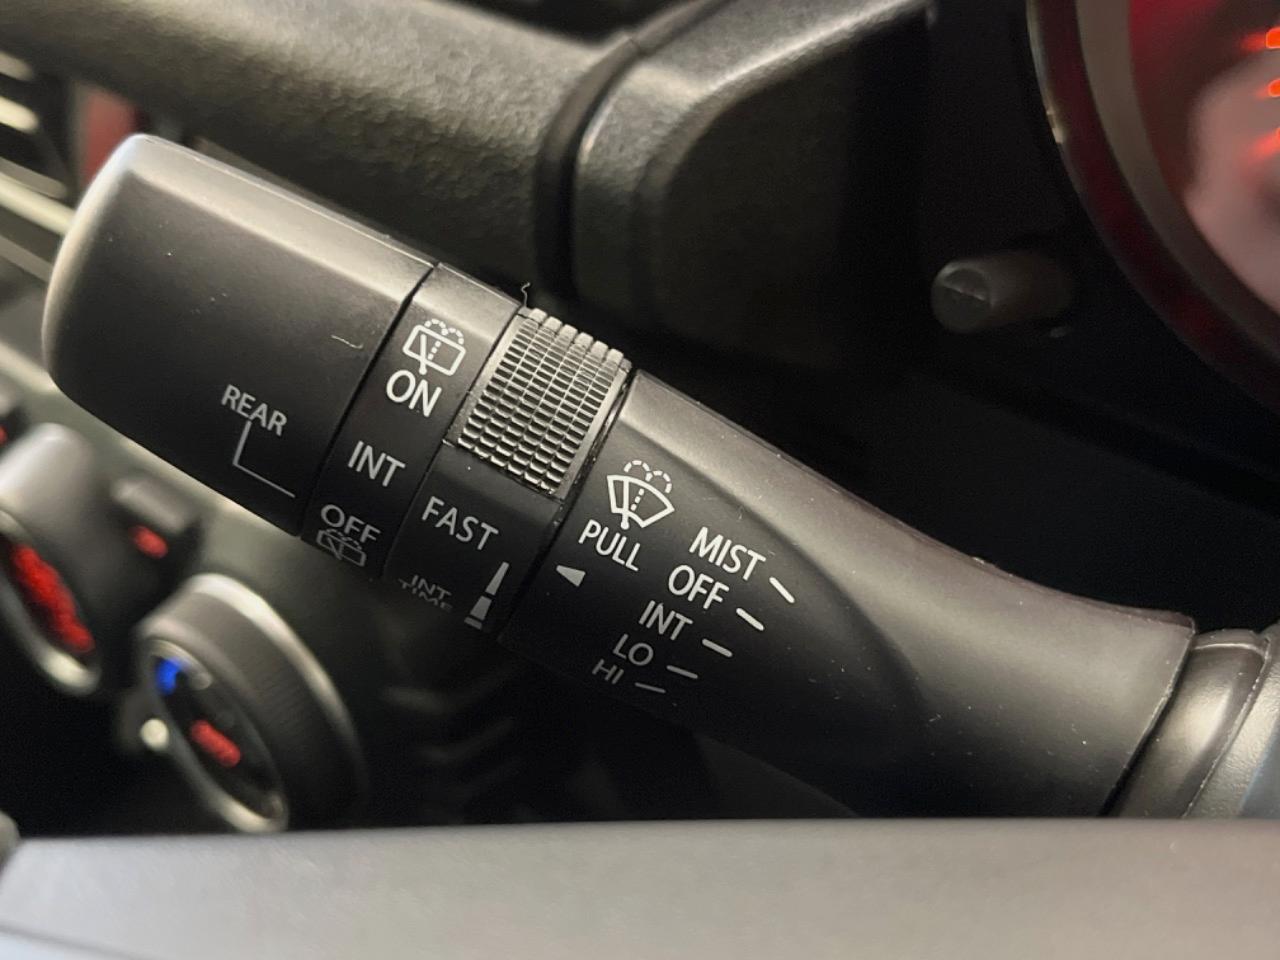 REAR
ON
INT
OFF
FAST
INT
TIME
PULL
MIST
OFF
INT
LO
HI